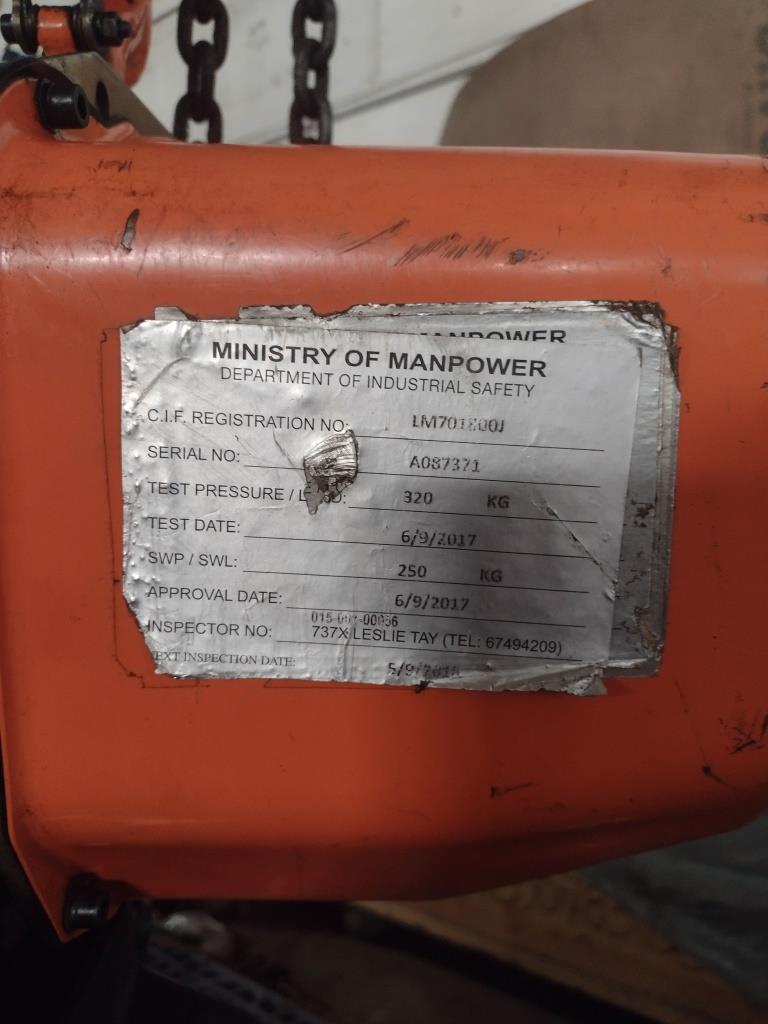 MANPOWER
MINISTRY OF MANPOWER
DEPARTMENT OF INDUSTRIAL SAFETY
C.I.F. REGISTRATION NO:
SERIAL NO: A087371
TEST PRESSURE / 320 KG
TEST DATE: 6/9/2017
SWP / SWL: 250 KG
APPROVAL DATE: 6/9/2017
INSPECTOR NO: 737X LESLIE TAY (TEL: 67494209)
INSPECTION DATE: